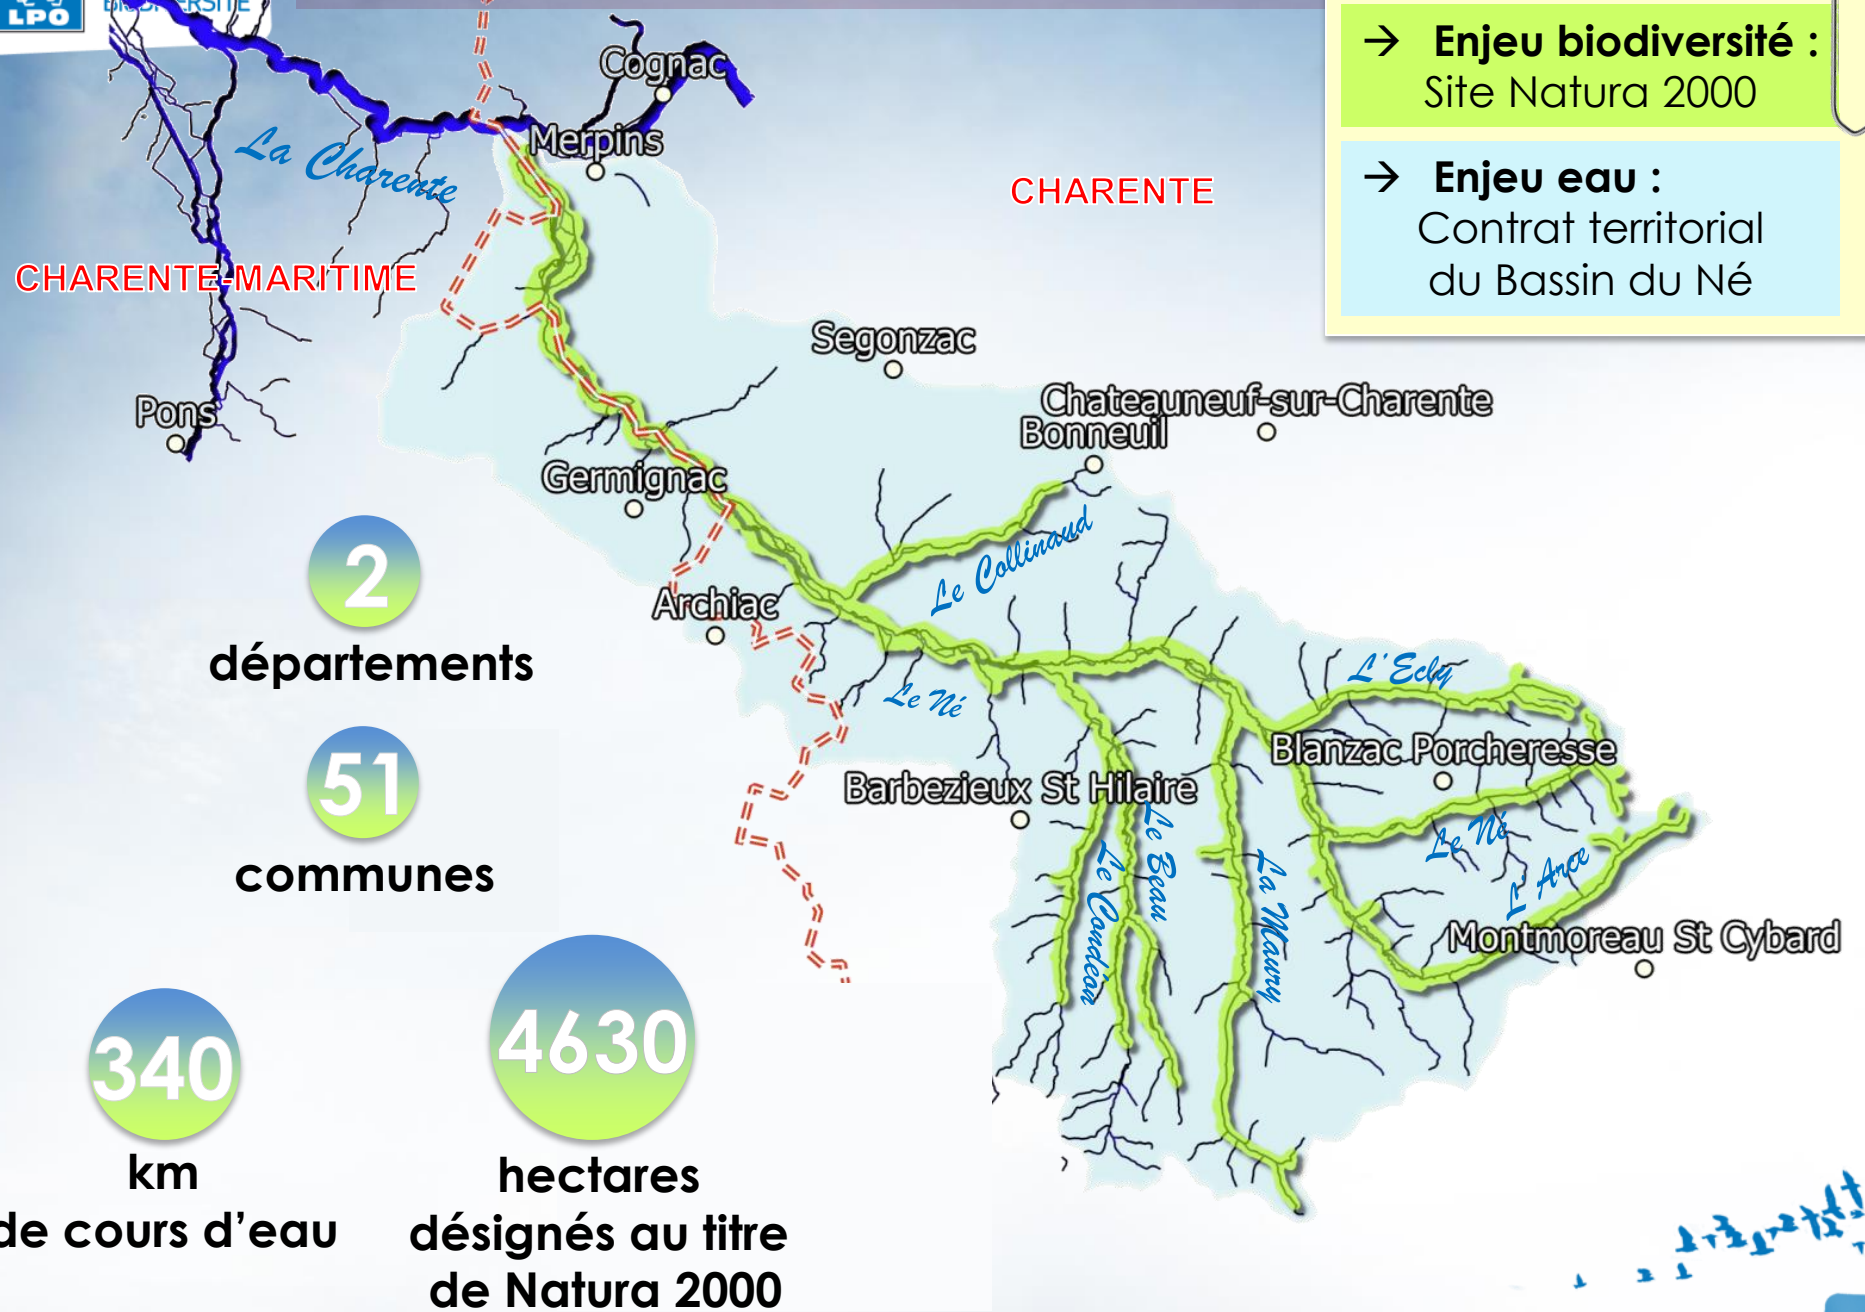 LPO
BIODIVERSITÉ
→ Enjeu biodiversité :
Site Natura 2000
→ Enjeu eau :
Contrat territorial
du Bassin du Né
Cognac
Merpins
La Charente
CHARENTE
CHARENTE-MARITIME
Segonzac
Pons
Chateauneuf-sur-Charente
Bonneuil
Germignac
Le Collinaud
Archiac
L'Ecly
Le Né
Blanzac Porcheresse
Barbezieux St Hilaire
Le Beau
Le Condéon
La Maury
Le Né
L'Arce
Montmoreau St Cybard
2
départements
51
communes
340
km
de cours d'eau
4630
hectares
désignés au titre
de Natura 2000